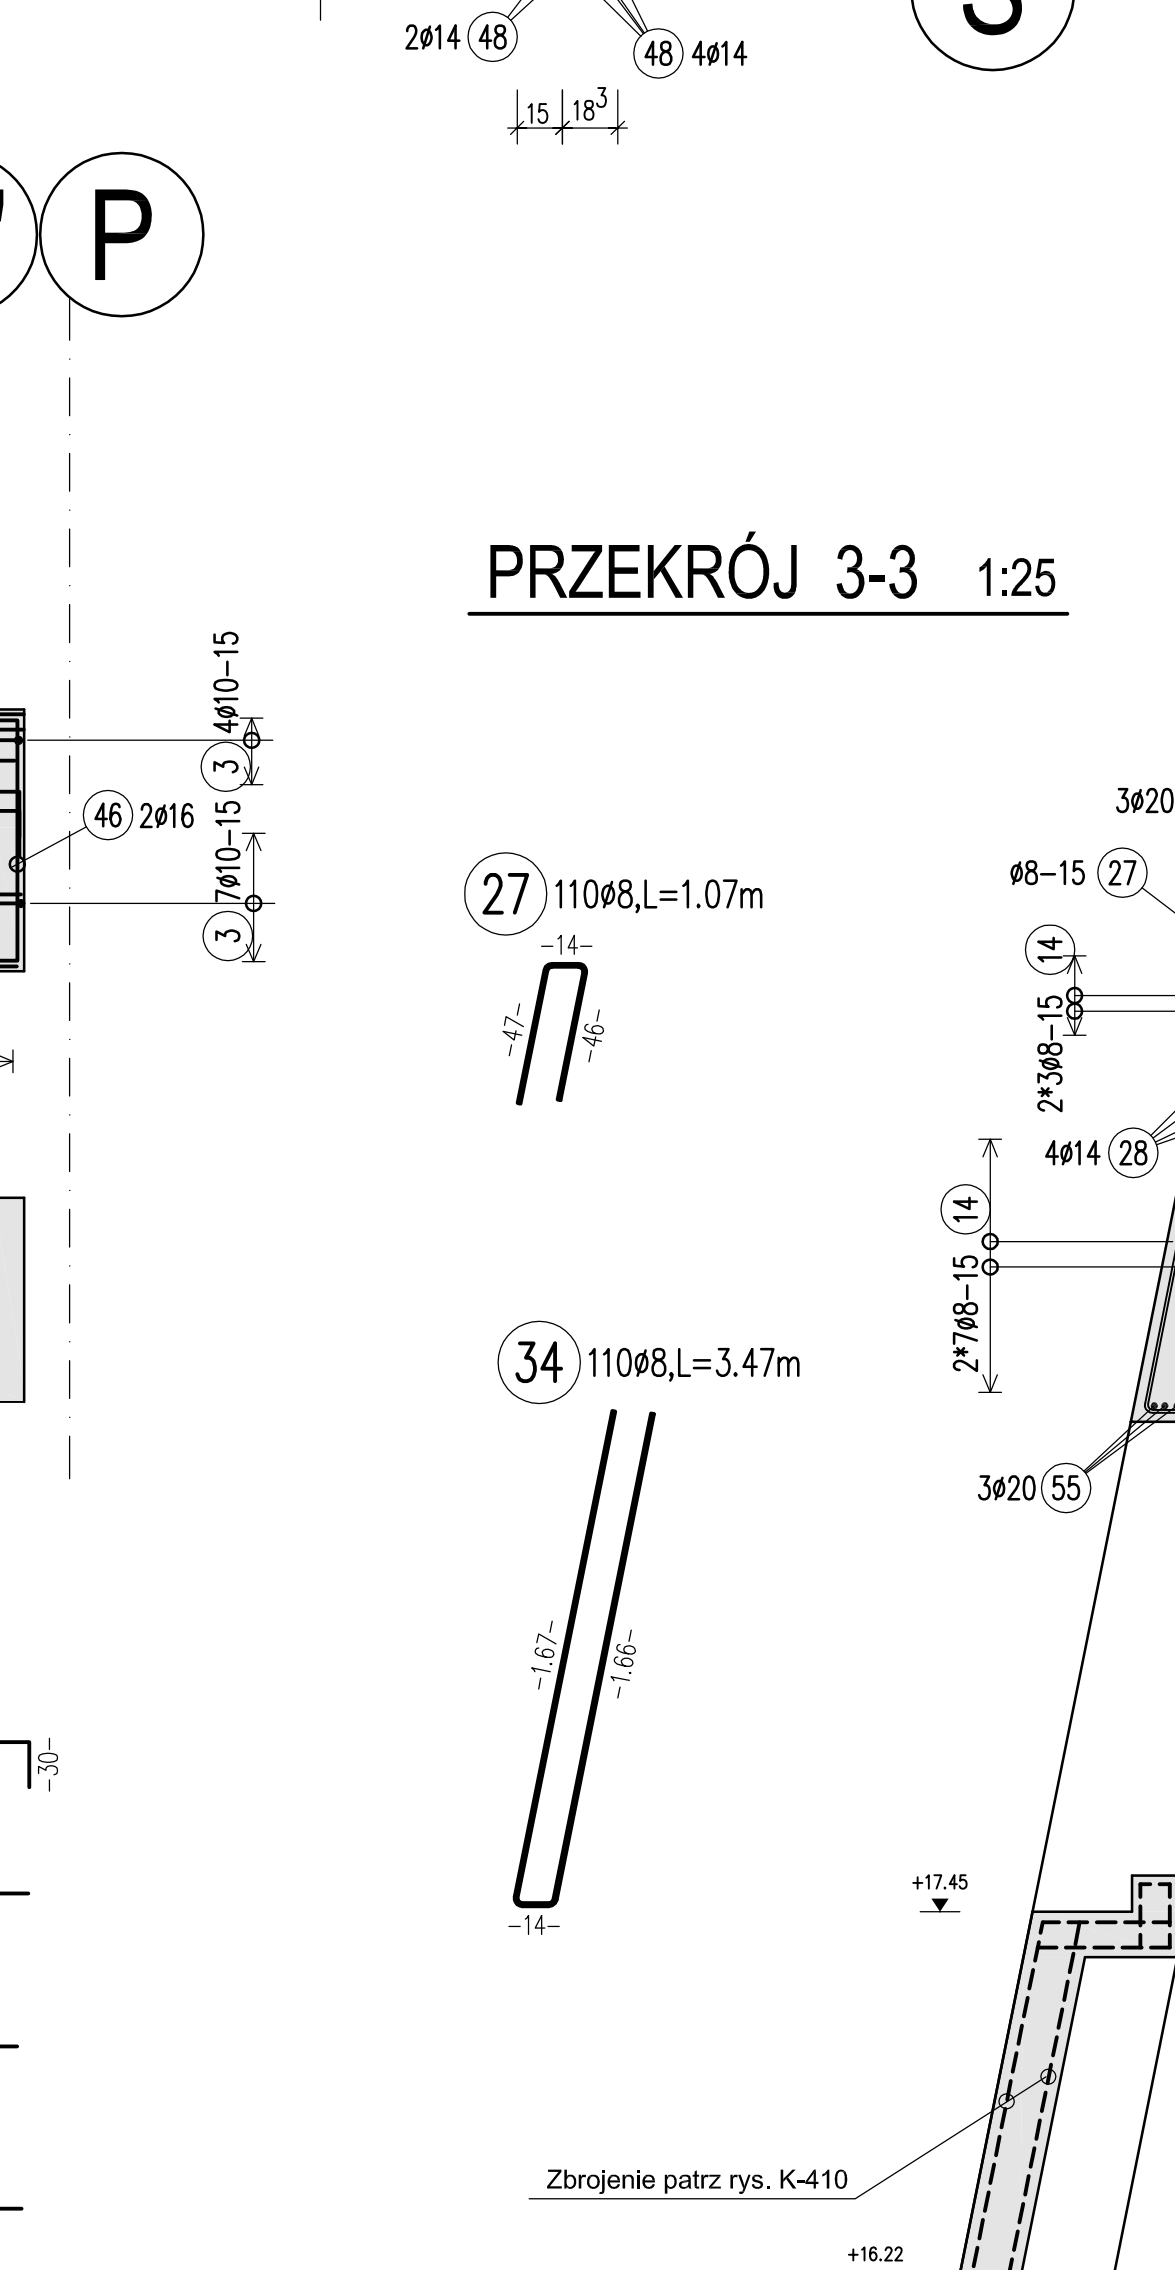 2ø14 48
48 4ø14
15 18³
P
PRZEKRÓJ 3-3 1:25
3 4ø10-15
46 2ø16
3 7ø10-15
3ø20
ø8-15 27
27 110ø8,L=1.07m
-14-
-47-
-46-
14
2*3ø8-15
4ø14 28
14
2*7ø8-15
34 110ø8,L=3.47m
3ø20 55
-1.67-
-1.66-
-30-
-14-
+17.45
Zbrojenie patrz rys. K-410
+16.22